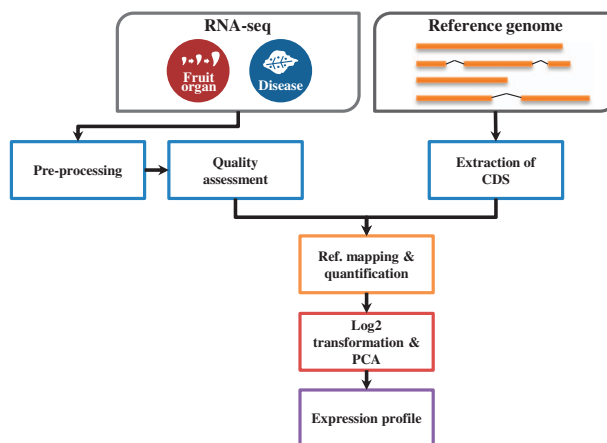 RNA-seq
Reference genome
Fruit
organ
Disease
Pre-processing
Quality
assessment
Extraction of
CDS
Ref. mapping &
quantification
Log2
transformation &
PCA
Expression profile